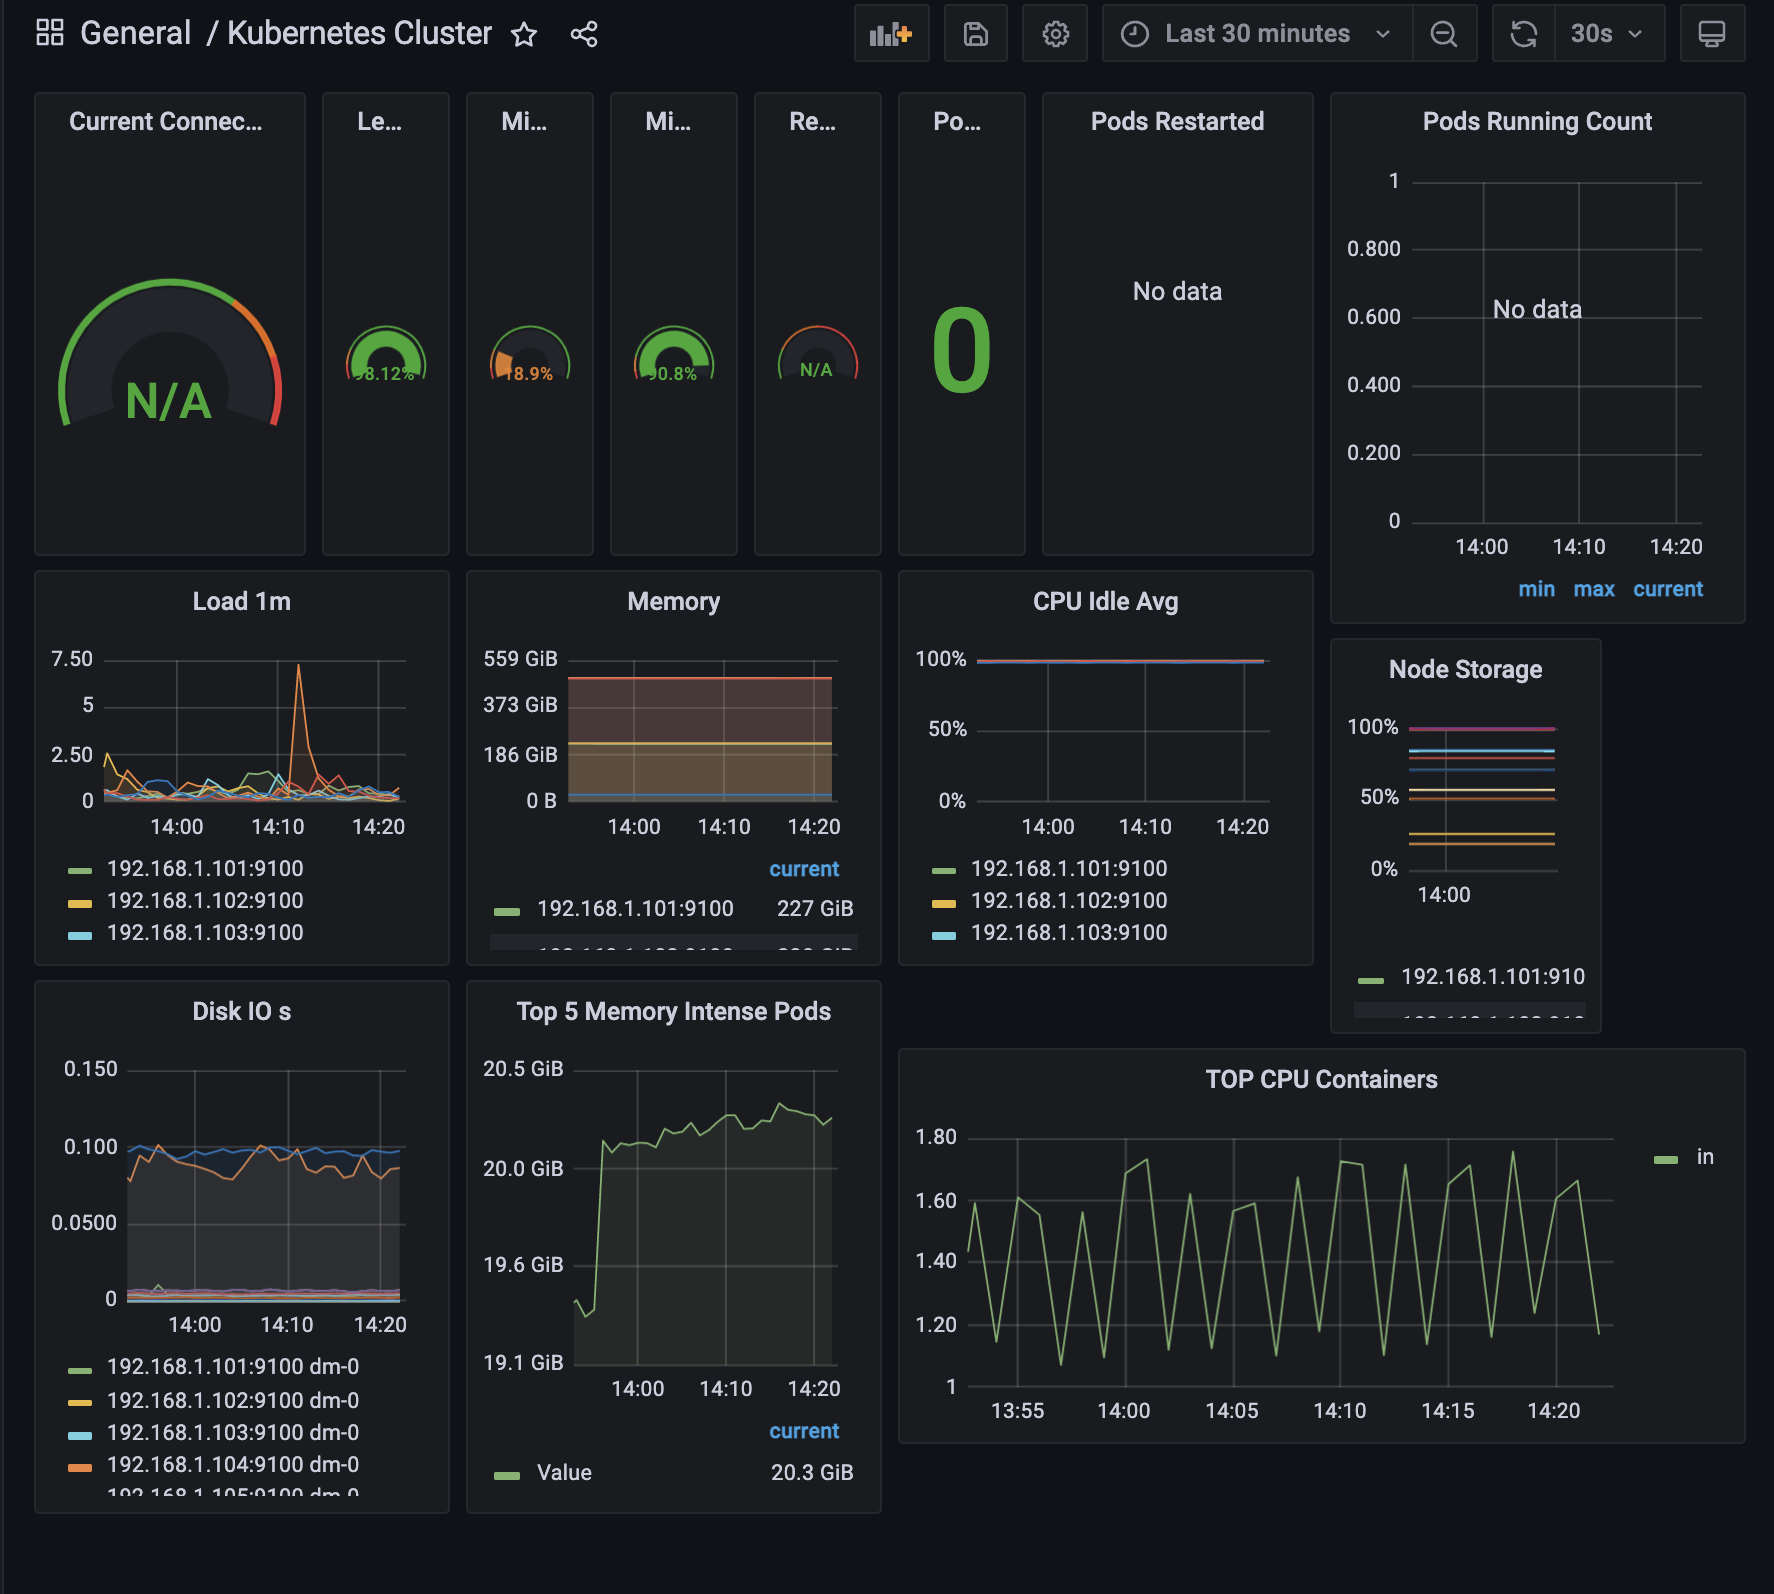 General / Kubernetes Cluster
Last 30 minutes
30s
Current Connec...
Le...
Mi...
Mi...
Re...
Po...
Pods Restarted
Pods Running Count
N/A
98.12%
18.9%
90.8%
N/A
0
No data
1
0.800
0.600
0.400
0.200
0
No data
14:00 14:10 14:20
min max current
Load 1m
7.50
5
2.50
0
14:00 14:10 14:20
192.168.1.101:9100
192.168.1.102:9100
192.168.1.103:9100
Memory
559 GiB
373 GiB
186 GiB
0 B
14:00 14:10 14:20
current
192.168.1.101:9100 227 GiB
CPU Idle Avg
100%
50%
0%
14:00 14:10 14:20
192.168.1.101:9100
192.168.1.102:9100
192.168.1.103:9100
Node Storage
100%
50%
0%
14:00
192.168.1.101:910
Disk IO s
0.150
0.100
0.0500
0
14:00 14:10 14:20
192.168.1.101:9100 dm-0
192.168.1.102:9100 dm-0
192.168.1.103:9100 dm-0
192.168.1.104:9100 dm-0
192.168.1.105:9100 dm-0
Top 5 Memory Intense Pods
20.5 GiB
20.0 GiB
19.6 GiB
19.1 GiB
14:00 14:10 14:20
current
Value 20.3 GiB
TOP CPU Containers
1.80
1.60
1.40
1.20
1
13:55 14:00 14:05 14:10 14:15 14:20
in